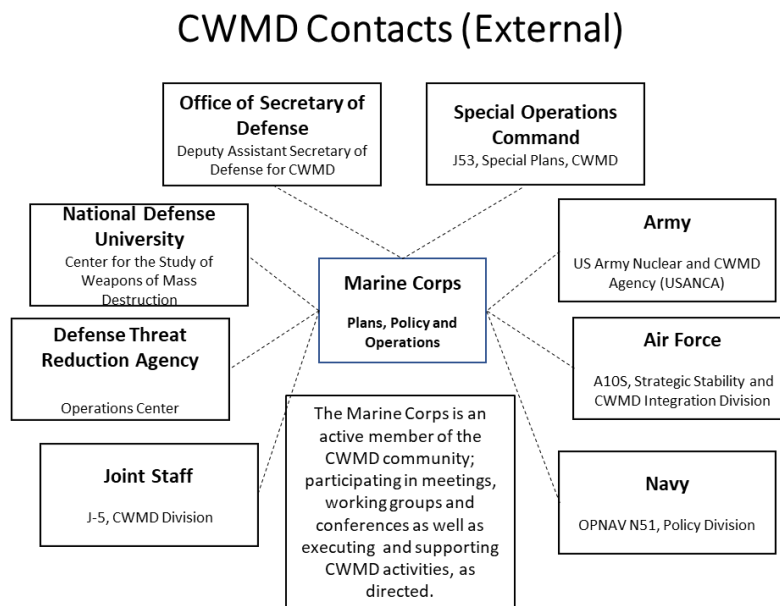 CWMD Contacts (External)
Office of Secretary of
Defense
Deputy Assistant Secretary of
Defense for CWMD
Special Operations
Command
J53, Special Plans, CWMD
National Defense
University
Center for the Study of
Weapons of Mass
Destruction
Marine Corps
Plans, Policy and
Operations
Army
US Army Nuclear and CWMD
Agency (USANCA)
Defense Threat
Reduction Agency
Operations Center
Air Force
A10S, Strategic Stability and
CWMD Integration Division
Joint Staff
J-5, CWMD Division
The Marine Corps is an
active member of the
CWMD community;
participating in meetings,
working groups and
conferences as well as
executing and supporting
CWMD activities, as
directed.
Navy
OPNAV N51, Policy Division